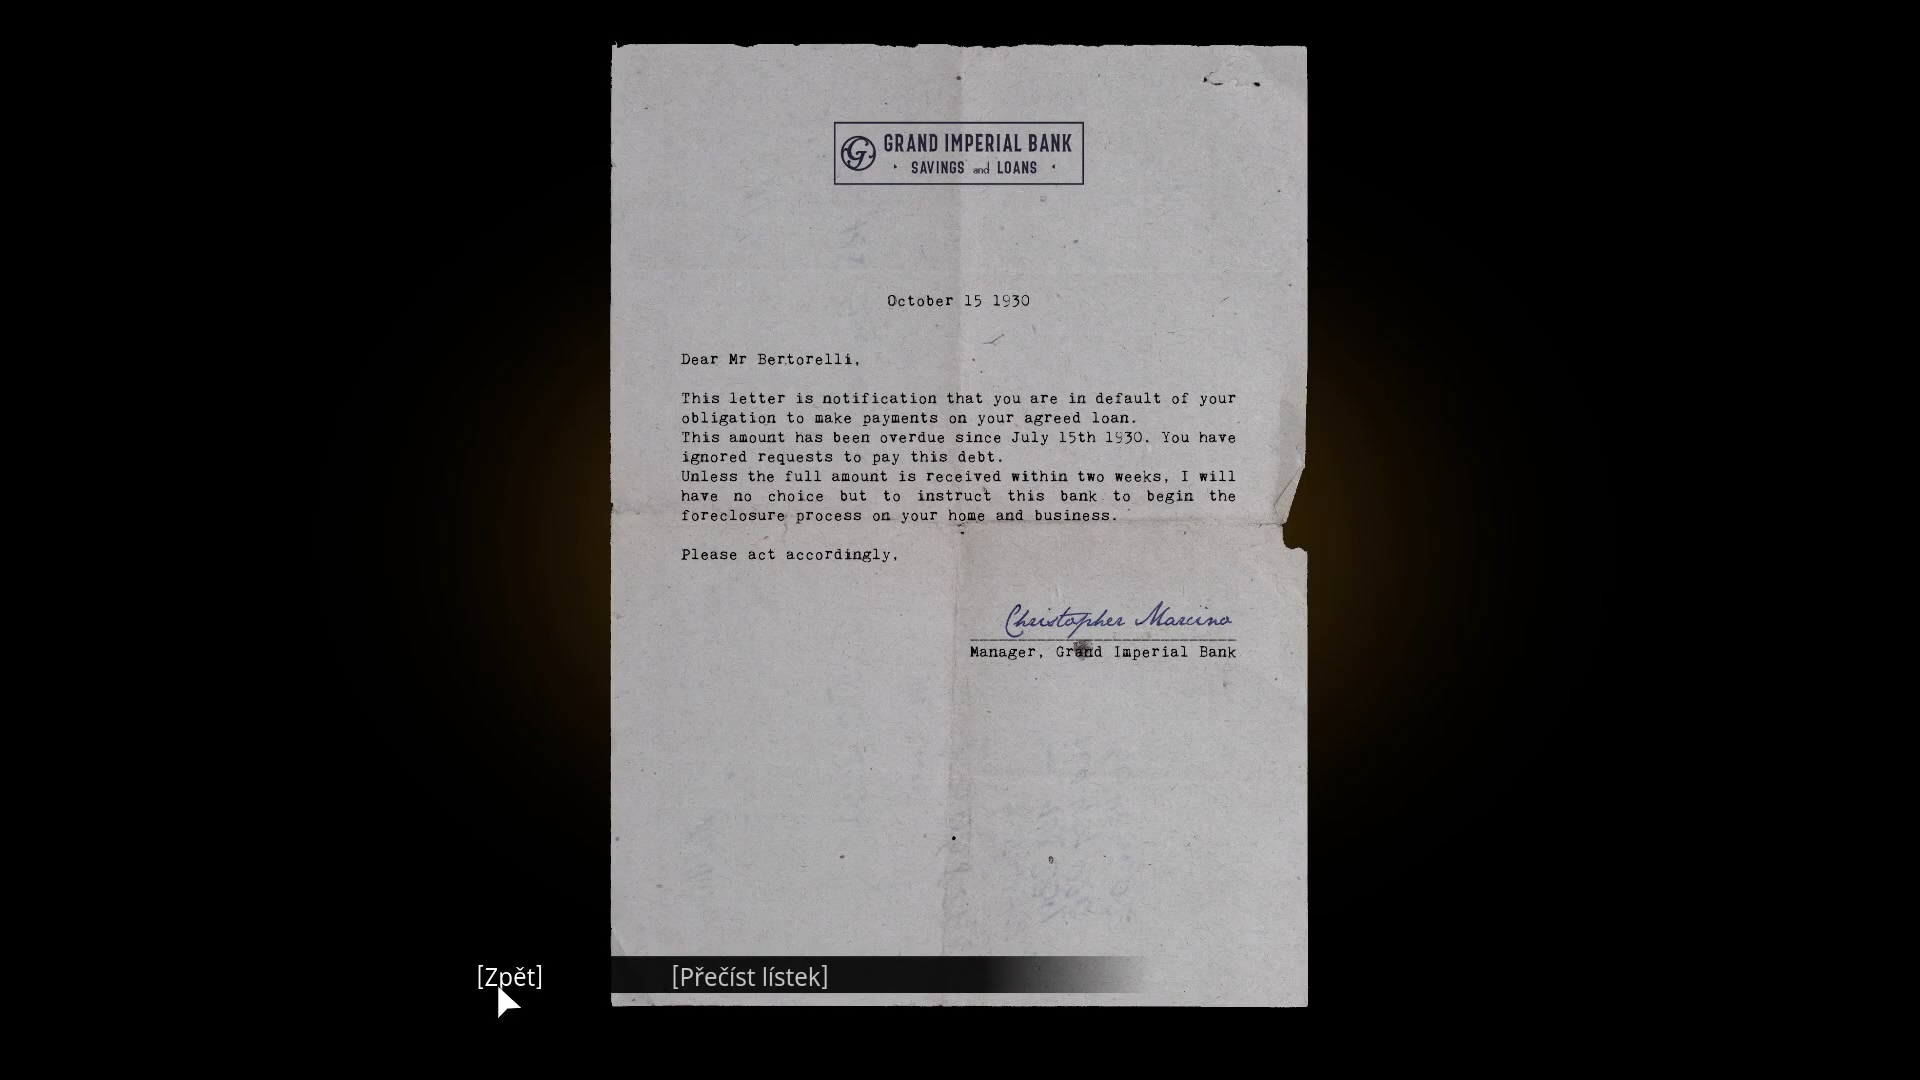 GRAND IMPERIAL BANK
SAVINGS and LOANS
October 15 1930
Dear Mr Bertorelli,
This letter is notification that you are in default of your
obligation to make payments on your agreed loan.
This amount has been overdue since July 15th 1930. You have
ignored requests to pay this debt.
Unless the full amount is received within two weeks, I will
have no choice but to instruct this bank to begin the
foreclosure process on your home and business.
Please act accordingly,
Christopher Marcino
Manager, Grand Imperial Bank
[Zpět] [Přečíst lístek]